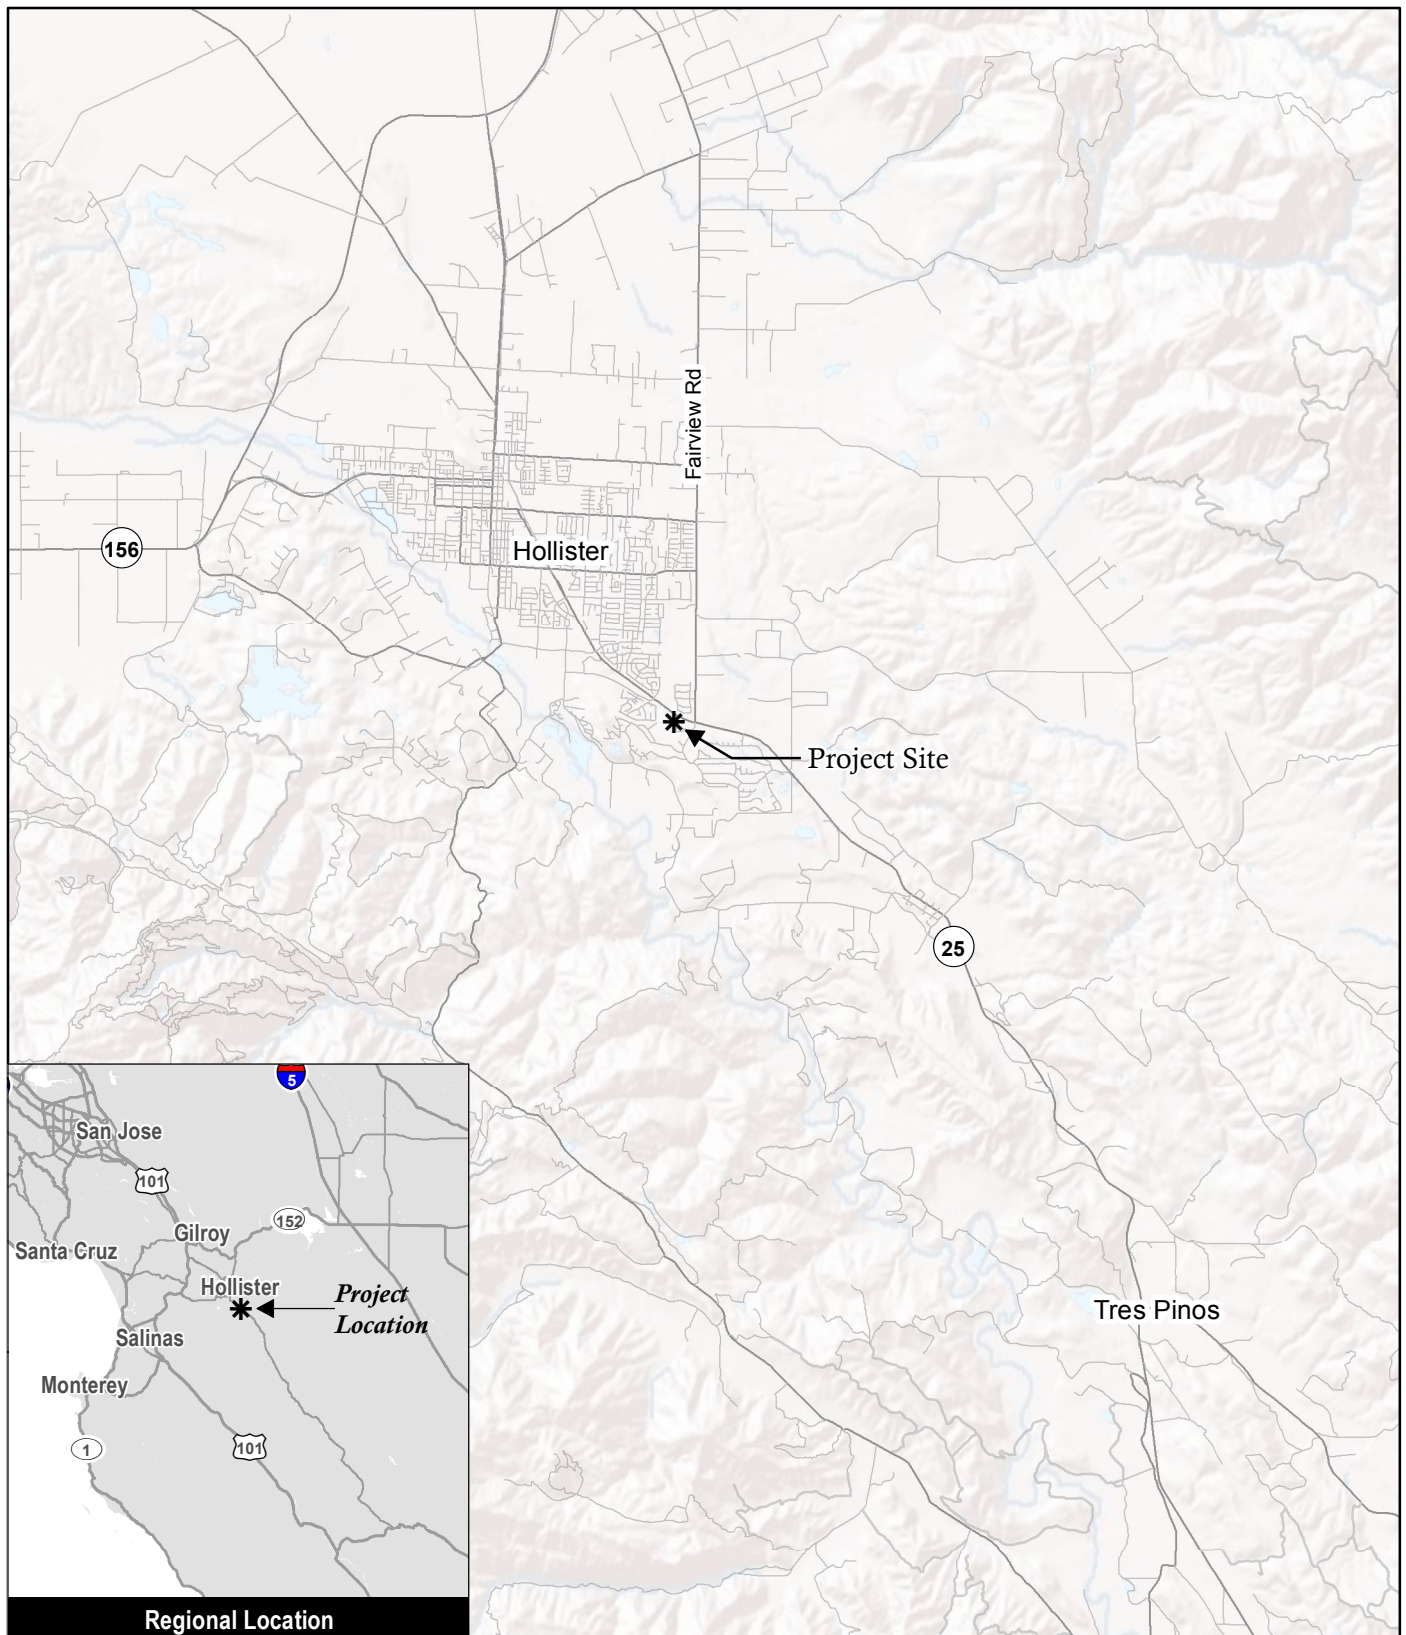 Fairview Rd
156
Hollister
Project Site
25
Tres Pinos
5
San Jose
101
152
Gilroy
Santa Cruz
Hollister
Project
Location
Salinas
Monterey
1
101
Regional Location